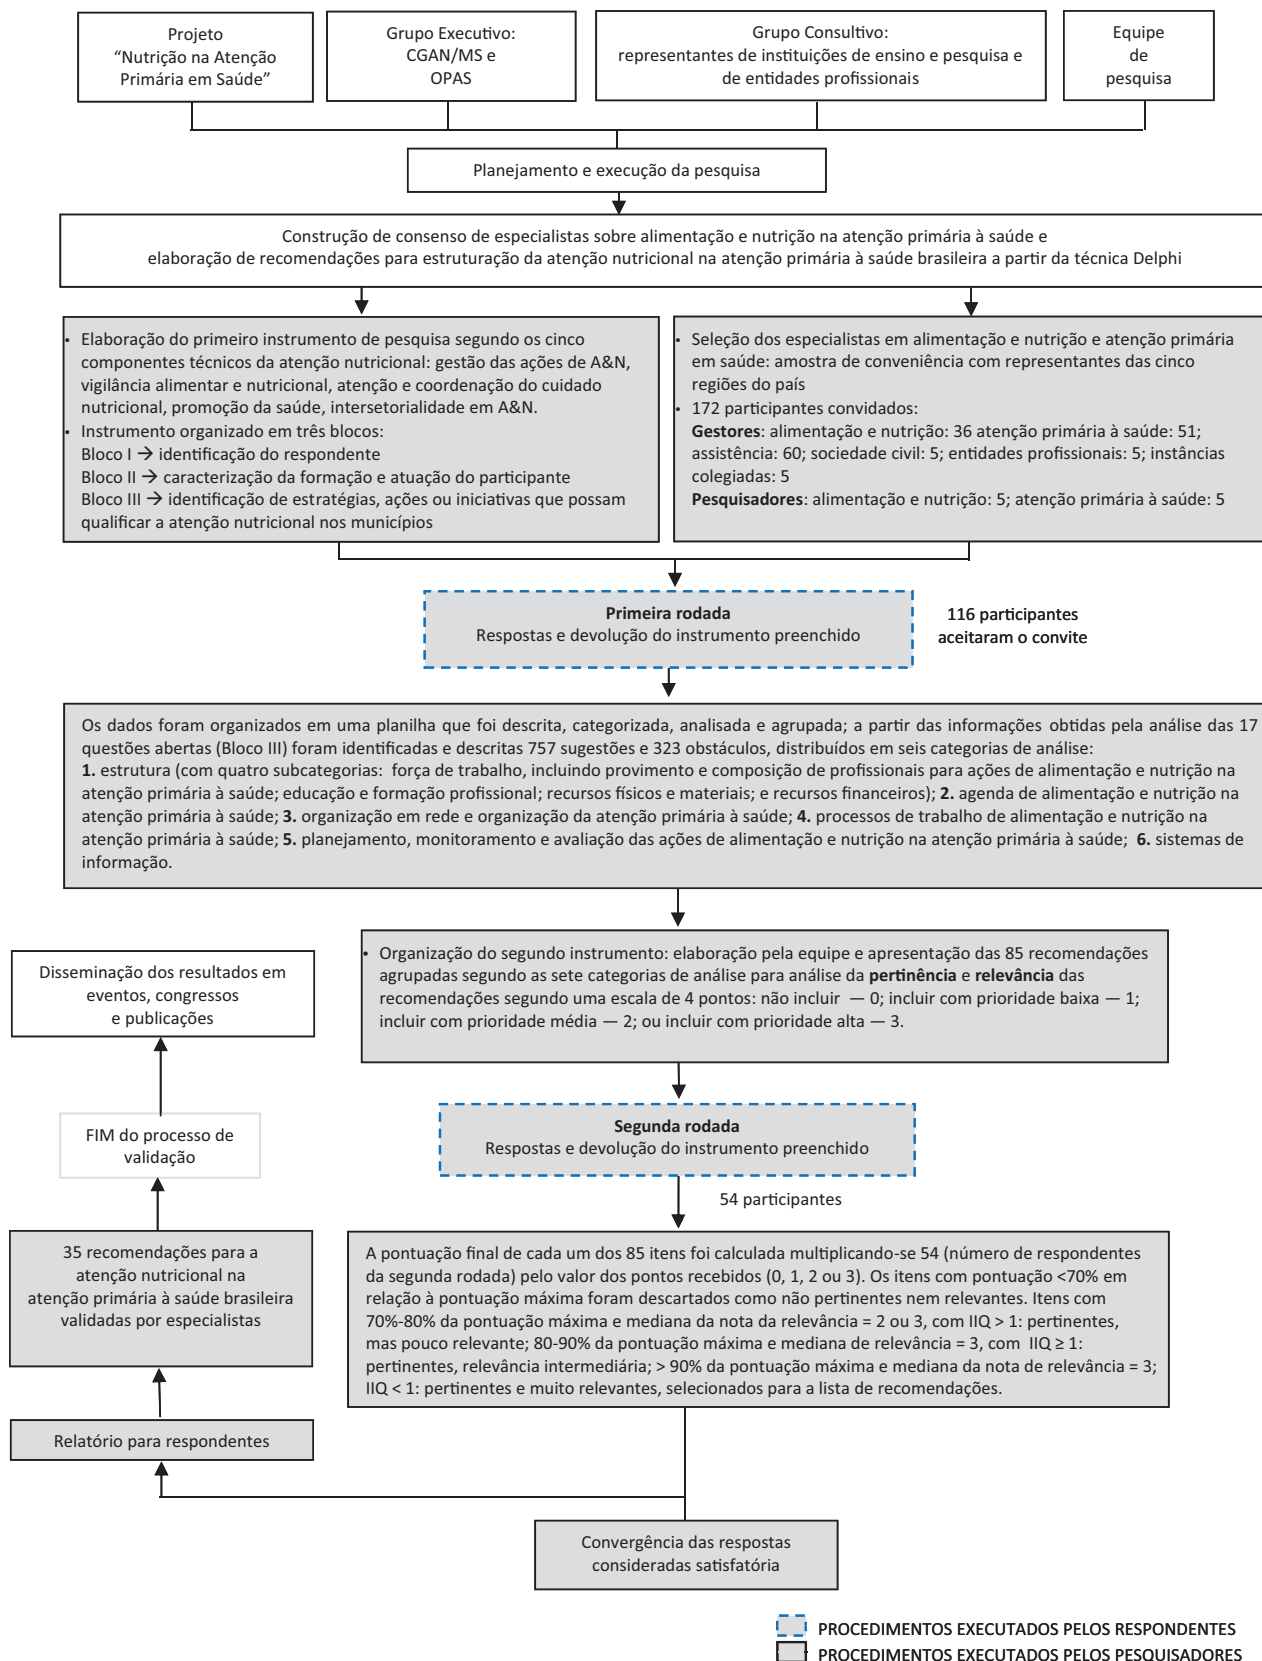 Projeto
“Nutrição na Atenção
Primária em Saúde”
Grupo Executivo:
CGAN/MS e
OPAS
Grupo Consultivo:
representantes de instituições de ensino e pesquisa e
de entidades profissionais
Equipe
de
pesquisa
Planejamento e execução da pesquisa
Construção de consenso de especialistas sobre alimentação e nutrição na atenção primária à saúde e
elaboração de recomendações para estruturação da atenção nutricional na atenção primária à saúde brasileira a partir da técnica Delphi
• Elaboração do primeiro instrumento de pesquisa segundo os cinco
componentes técnicos da atenção nutricional: gestão das ações de A&N,
vigilância alimentar e nutricional, atenção e coordenação do cuidado
nutricional, promoção da saúde, intersetorialidade em A&N.
• Instrumento organizado em três blocos:
Bloco I → identificação do respondente
Bloco II → caracterização da formação e atuação do participante
Bloco III → identificação de estratégias, ações ou iniciativas que possam
qualificar a atenção nutricional nos municípios
• Seleção dos especialistas em alimentação e nutrição e atenção primária
em saúde: amostra de conveniência com representantes das cinco
regiões do país
• 172 participantes convidados:
Gestores: alimentação e nutrição: 36 atenção primária à saúde: 51;
assistência: 60; sociedade civil: 5; entidades profissionais: 5; instâncias
colegiadas: 5
Pesquisadores: alimentação e nutrição: 5; atenção primária à saúde: 5
Primeira rodada
Respostas e devolução do instrumento preenchido
116 participantes
aceitaram o convite
Os dados foram organizados em uma planilha que foi descrita, categorizada, analisada e agrupada; a partir das informações obtidas pela análise das 17
questões abertas (Bloco III) foram identificadas e descritas 757 sugestões e 323 obstáculos, distribuídos em seis categorias de análise:
1. estrutura (com quatro subcategorias: força de trabalho, incluindo provimento e composição de profissionais para ações de alimentação e nutrição na
atenção primária à saúde; educação e formação profissional; recursos físicos e materiais; e recursos financeiros); 2. agenda de alimentação e nutrição na
atenção primária à saúde; 3. organização em rede e organização da atenção primária à saúde; 4. processos de trabalho de alimentação e nutrição na
atenção primária à saúde; 5. planejamento, monitoramento e avaliação das ações de alimentação e nutrição na atenção primária à saúde; 6. sistemas de
informação.
• Organização do segundo instrumento: elaboração pela equipe e apresentação das 85 recomendações
agrupadas segundo as sete categorias de análise para análise da pertinência e relevância das
recomendações segundo uma escala de 4 pontos: não incluir — 0; incluir com prioridade baixa — 1;
incluir com prioridade média — 2; ou incluir com prioridade alta — 3.
Disseminação dos resultados em
eventos, congressos
e publicações
Segunda rodada
Respostas e devolução do instrumento preenchido
FIM do processo de
validação
54 participantes
35 recomendações para a
atenção nutricional na
atenção primária à saúde brasileira
validadas por especialistas
A pontuação final de cada um dos 85 itens foi calculada multiplicando-se 54 (número de respondentes
da segunda rodada) pelo valor dos pontos recebidos (0, 1, 2 ou 3). Os itens com pontuação <70% em
relação à pontuação máxima foram descartados como não pertinentes nem relevantes. Itens com
70%-80% da pontuação máxima e mediana da nota da relevância = 2 ou 3, com IIQ > 1: pertinentes,
mas pouco relevante; 80-90% da pontuação máxima e mediana de relevância = 3, com IIQ ≥ 1:
pertinentes, relevância intermediária; > 90% da pontuação máxima e mediana da nota de relevância = 3;
IIQ < 1: pertinentes e muito relevantes, selecionados para a lista de recomendações.
Relatório para respondentes
Convergência das respostas
consideradas satisfatória
PROCEDIMENTOS EXECUTADOS PELOS RESPONDENTES
PROCEDIMENTOS EXECUTADOS PELOS PESQUISADORES